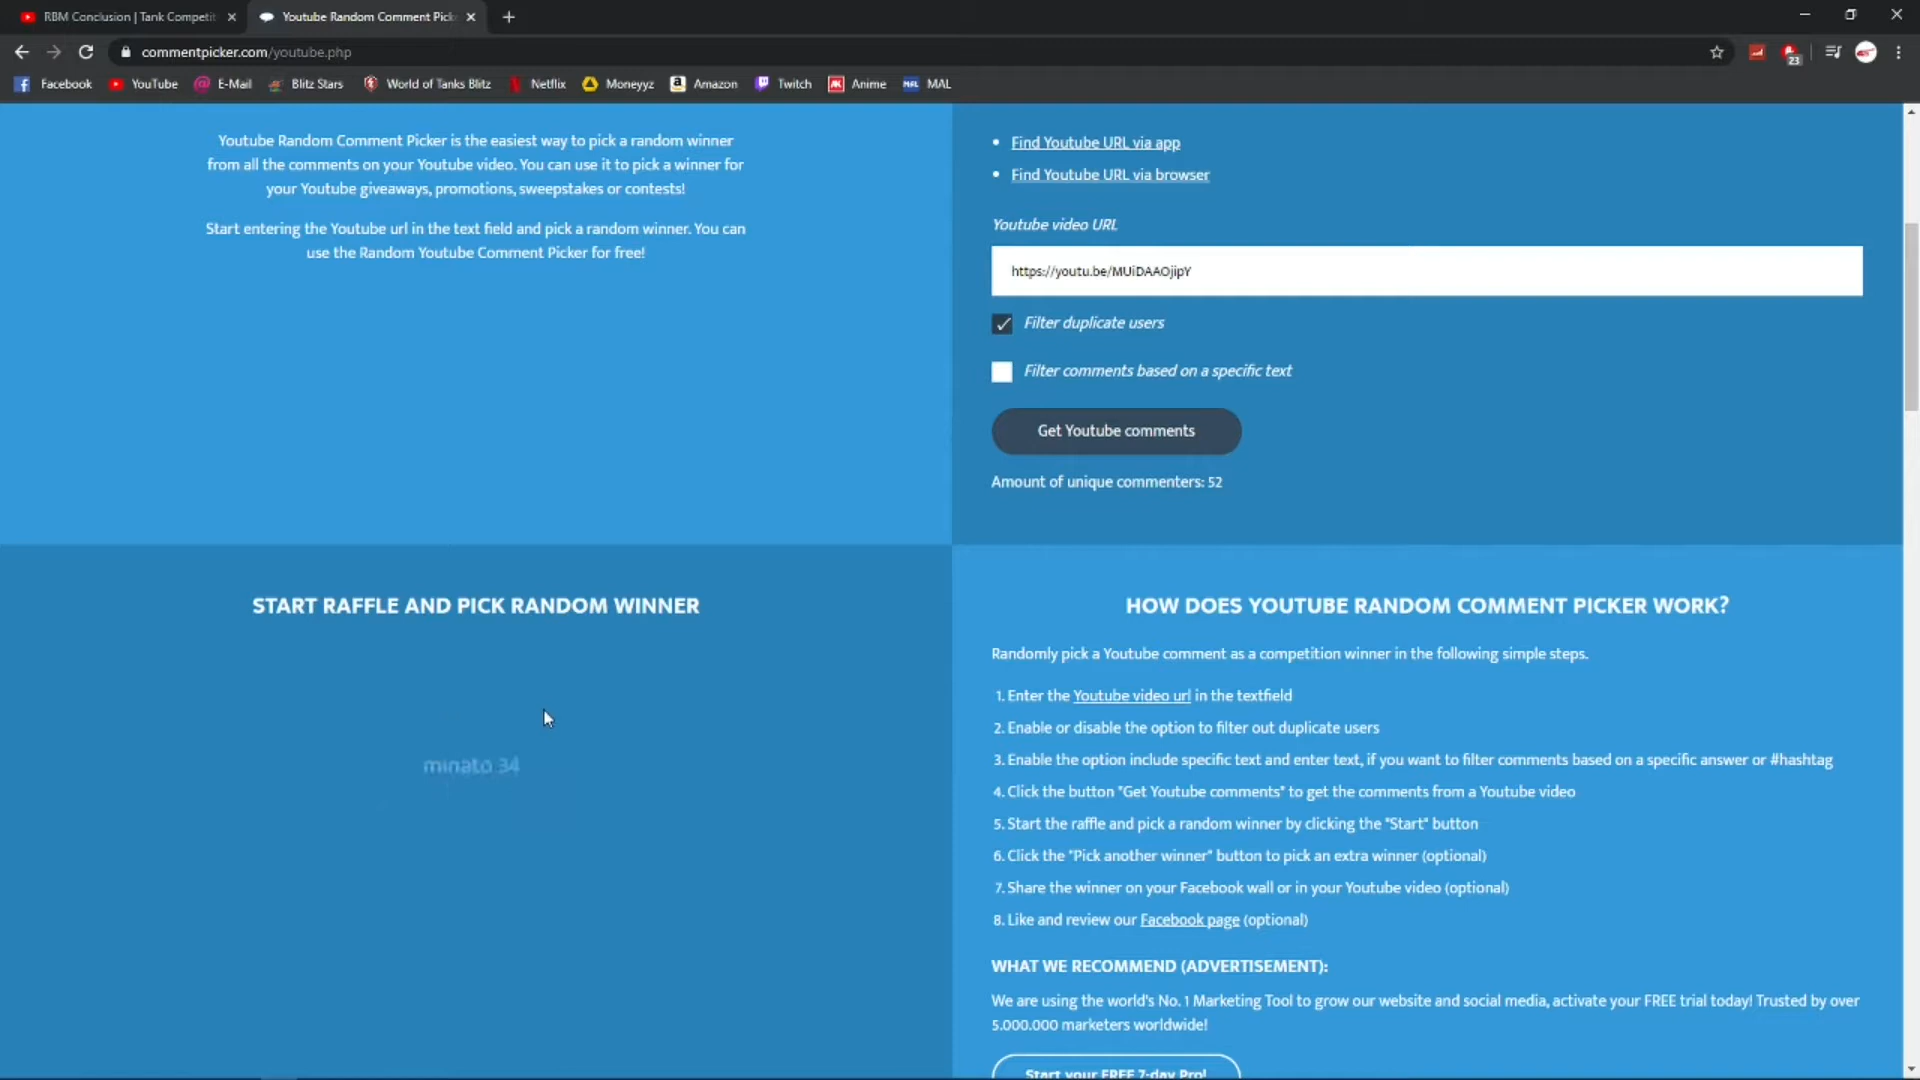 RBM Conclusion | Tank Competit
Youtube Random Comment Pick
commentpicker.com/youtube.php
23
Facebook
YouTube
E-Mail
Blitz Stars
World of Tanks Blitz
Netflix
Moneyyz
Amazon
Twitch
Anime
MAL
Youtube Random Comment Picker is the easiest way to pick a random winner
from all the comments on your Youtube video. You can use it to pick a winner for
your Youtube giveaways, promotions, sweepstakes or contests!
Start entering the Youtube url in the text field and pick a random winner. You can
use the Random Youtube Comment Picker for free!
• Find Youtube URL via app
• Find Youtube URL via browser
Youtube video URL
https://youtu.be/MUiDAAOjipY
Filter duplicate users
Filter comments based on a specific text
Get Youtube comments
Amount of unique commenters: 52
START RAFFLE AND PICK RANDOM WINNER
minato 34
HOW DOES YOUTUBE RANDOM COMMENT PICKER WORK?
Randomly pick a Youtube comment as a competition winner in the following simple steps.
1. Enter the Youtube video url in the textfield
2. Enable or disable the option to filter out duplicate users
3. Enable the option include specific text and enter text, if you want to filter comments based on a specific answer or #hashtag
4. Click the button "Get Youtube comments" to get the comments from a Youtube video
5. Start the raffle and pick a random winner by clicking the "Start" button
6. Click the "Pick another winner" button to pick an extra winner (optional)
7. Share the winner on your Facebook wall or in your Youtube video (optional)
8. Like and review our Facebook page (optional)
WHAT WE RECOMMEND (ADVERTISEMENT):
We are using the world's No. 1 Marketing Tool to grow our website and social media, activate your FREE trial today! Trusted by over
5.000.000 marketers worldwide!
Start your FREE 7-day Pro!